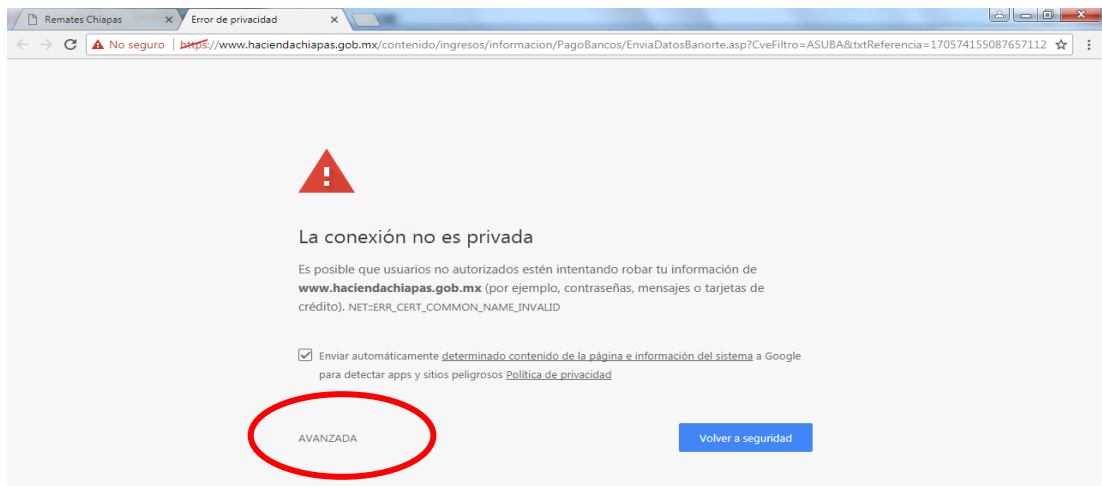 Remates Chiapas
Error de privacidad
No seguro
https://www.haciendachiapas.gob.mx/contenido/ingresos/informacion/PagoBancos/EnviaDatosBanorte.asp?CveFiltro=ASUBA&txtReferencia=170574155087657112
La conexión no es privada
Es posible que usuarios no autorizados estén intentando robar tu información de
www.haciendachiapas.gob.mx (por ejemplo, contraseñas, mensajes o tarjetas de
crédito). NET::ERR_CERT_COMMON_NAME_INVALID
Enviar automáticamente determinado contenido de la página e información del sistema a Google
para detectar apps y sitios peligrosos Política de privacidad
AVANZADA
Volver a seguridad